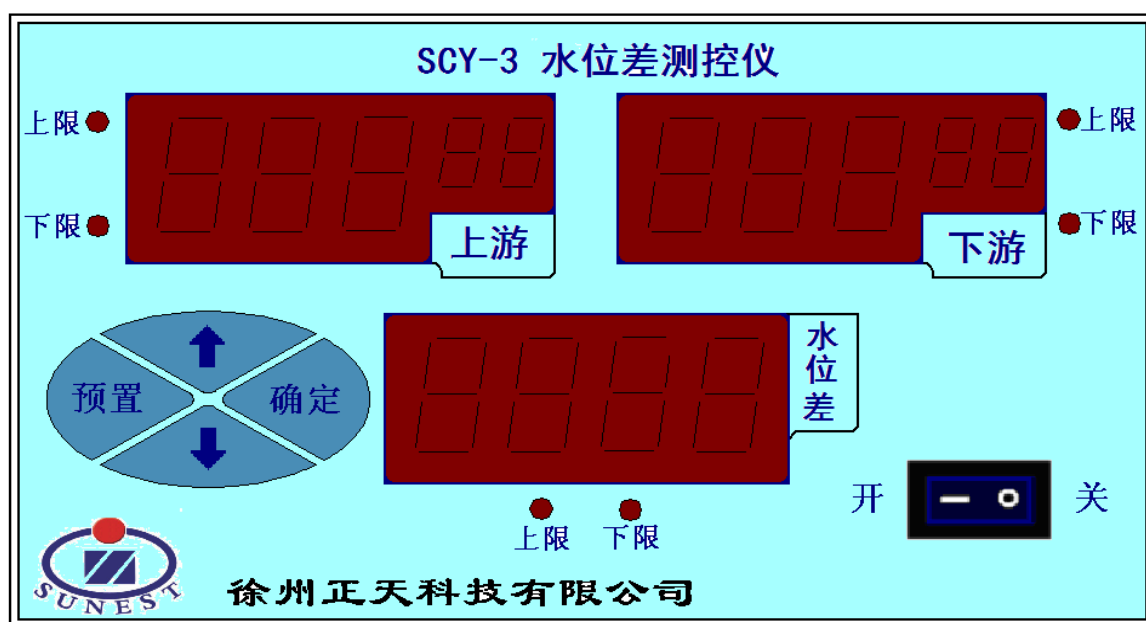 SCY-3 水位差测控仪
上限
上限
下限
下限
上游
下游
水位差
预置
确定
上限 下限
开
关
SUNEST
徐州正天科技有限公司